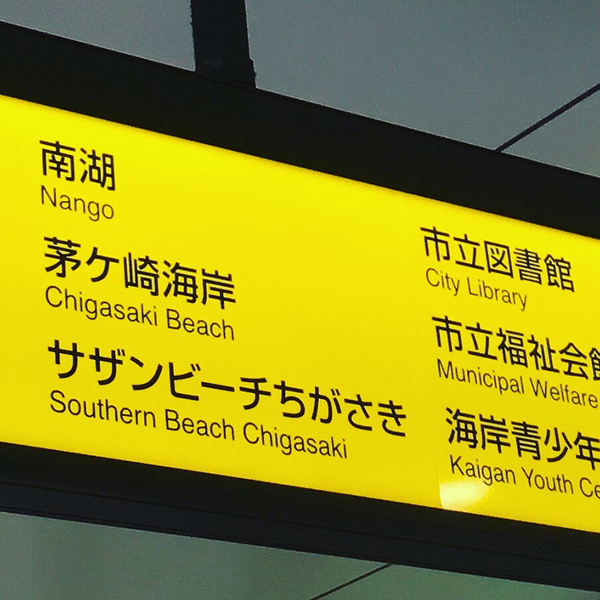 南湖
Nango
茅ケ崎海岸
Chigasaki Beach
サザンビーチちがさき
Southern Beach Chigasaki
市立図書館
City Library
市立福祉会館
Municipal Welfare
海岸青少年
Kaigan Youth Ce